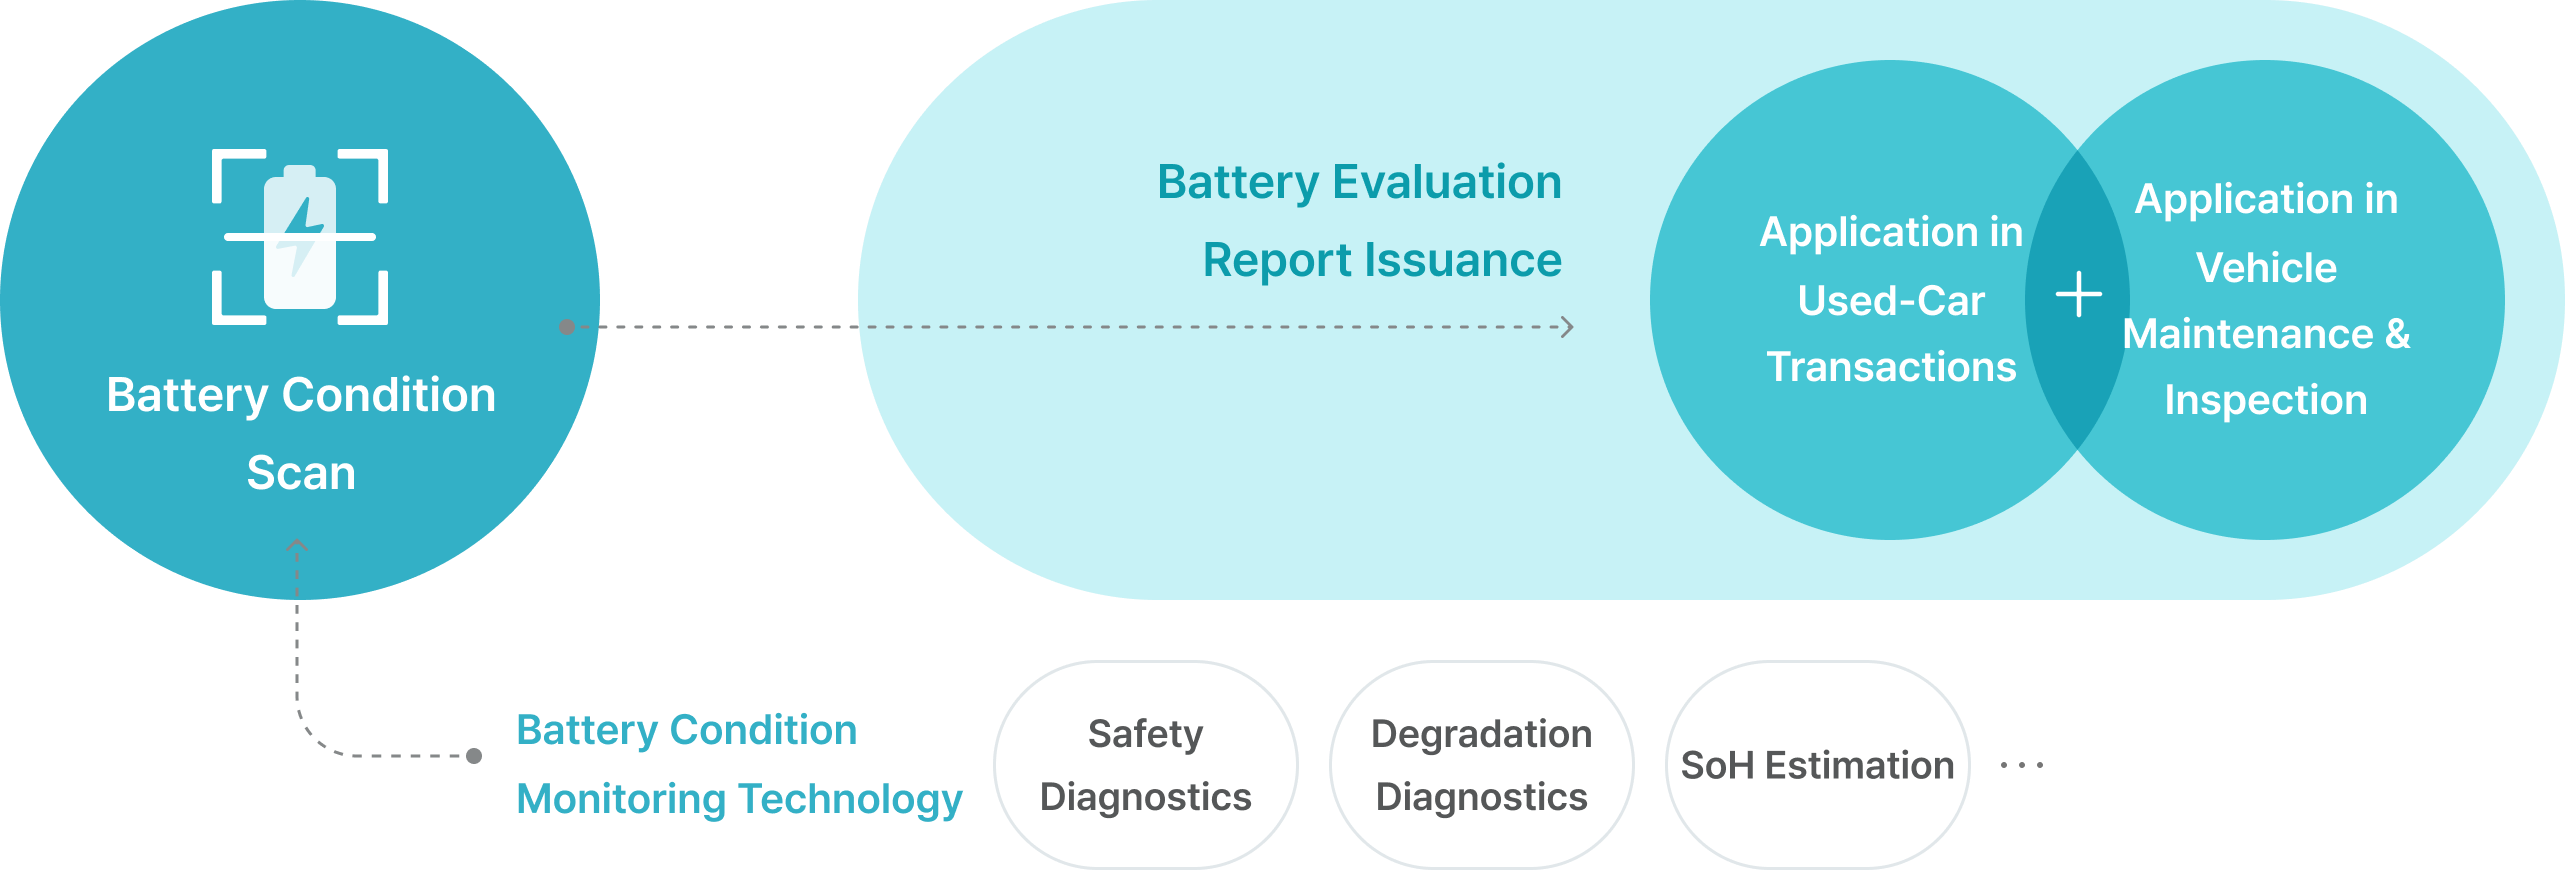 Battery Condition
Scan
Battery Evaluation
Report Issuance
Application in
Used-Car
Transactions
+
Application in
Vehicle
Maintenance &
Inspection
Battery Condition
Monitoring Technology
Safety
Diagnostics
Degradation
Diagnostics
SoH Estimation
...